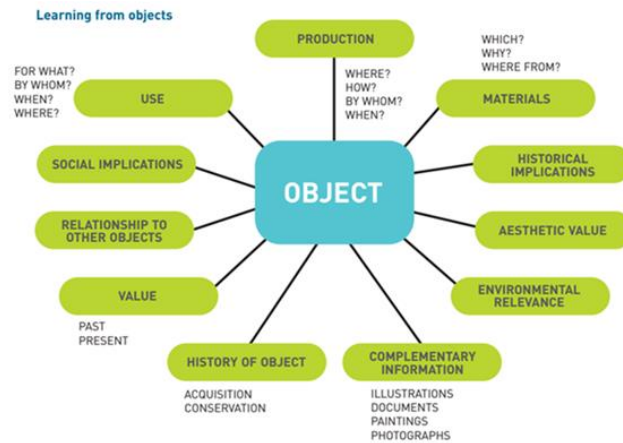 Learning from objects
PRODUCTION
WHERE?
HOW?
BY WHOM?
WHEN?
WHICH?
WHY?
WHERE FROM?
MATERIALS
HISTORICAL
IMPLICATIONS
AESTHETIC VALUE
ENVIRONMENTAL
RELEVANCE
COMPLEMENTARY
INFORMATION
ILLUSTRATIONS
DOCUMENTS
PAINTINGS
PHOTOGRAPHS
HISTORY OF OBJECT
ACQUISITION
CONSERVATION
VALUE
PAST
PRESENT
RELATIONSHIP TO
OTHER OBJECTS
SOCIAL IMPLICATIONS
FOR WHAT?
BY WHOM?
WHEN?
WHERE?
USE
OBJECT